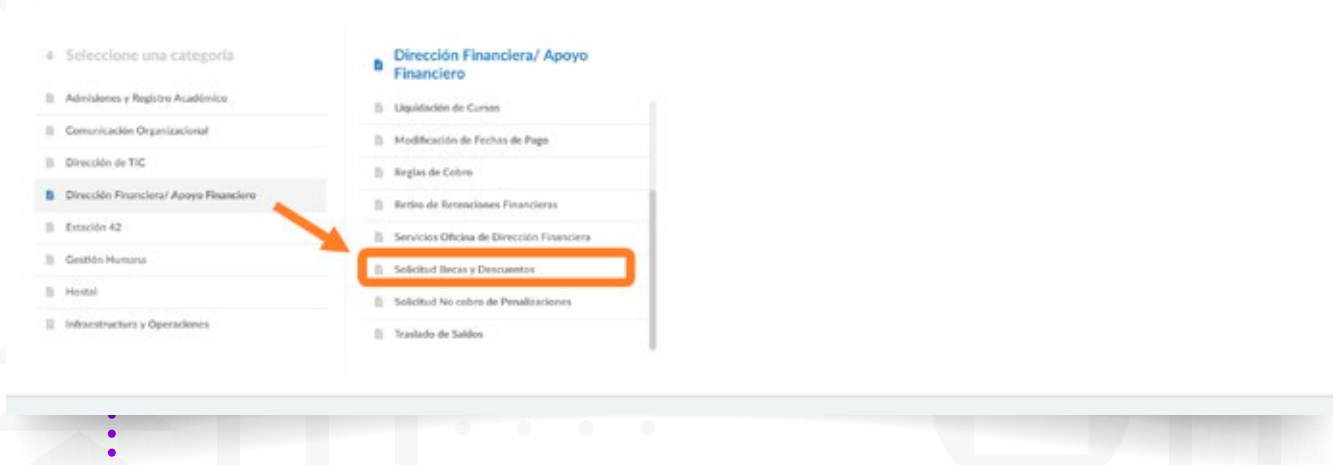 Seleccione una categoría
Admisiones y Registro Académico
Comunicación Organizacional
Dirección de TIC
Dirección Financiera/ Apoyo Financiero
Estación 42
Gestión Humana
Hostal
Infraestructura y Operaciones
Dirección Financiera/ Apoyo
Financiero
Liquidación de Cursos
Modificación de Fechas de Pago
Reglas de Cobro
Retiro de Retenciones Financieras
Servicios Oficina de Dirección Financiera
Solicitud Becas y Descuentos
Solicitud No cobro de Penalizaciones
Traslado de Saldos